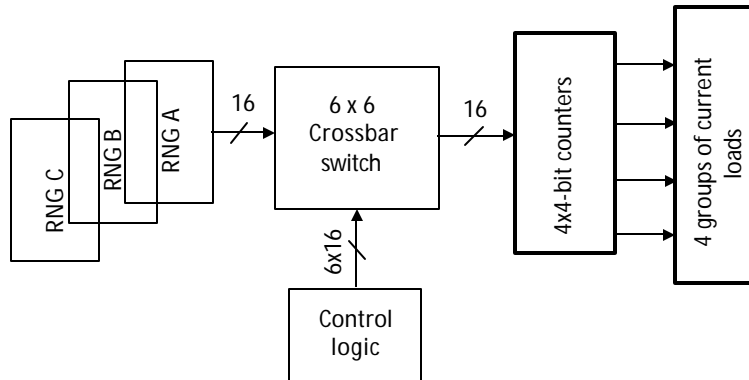 RNG C
RNG B
RNG A
16
6 x 6
Crossbar
switch
16
4x4-bit counters
4 groups of current
loads
6x16
Control
logic